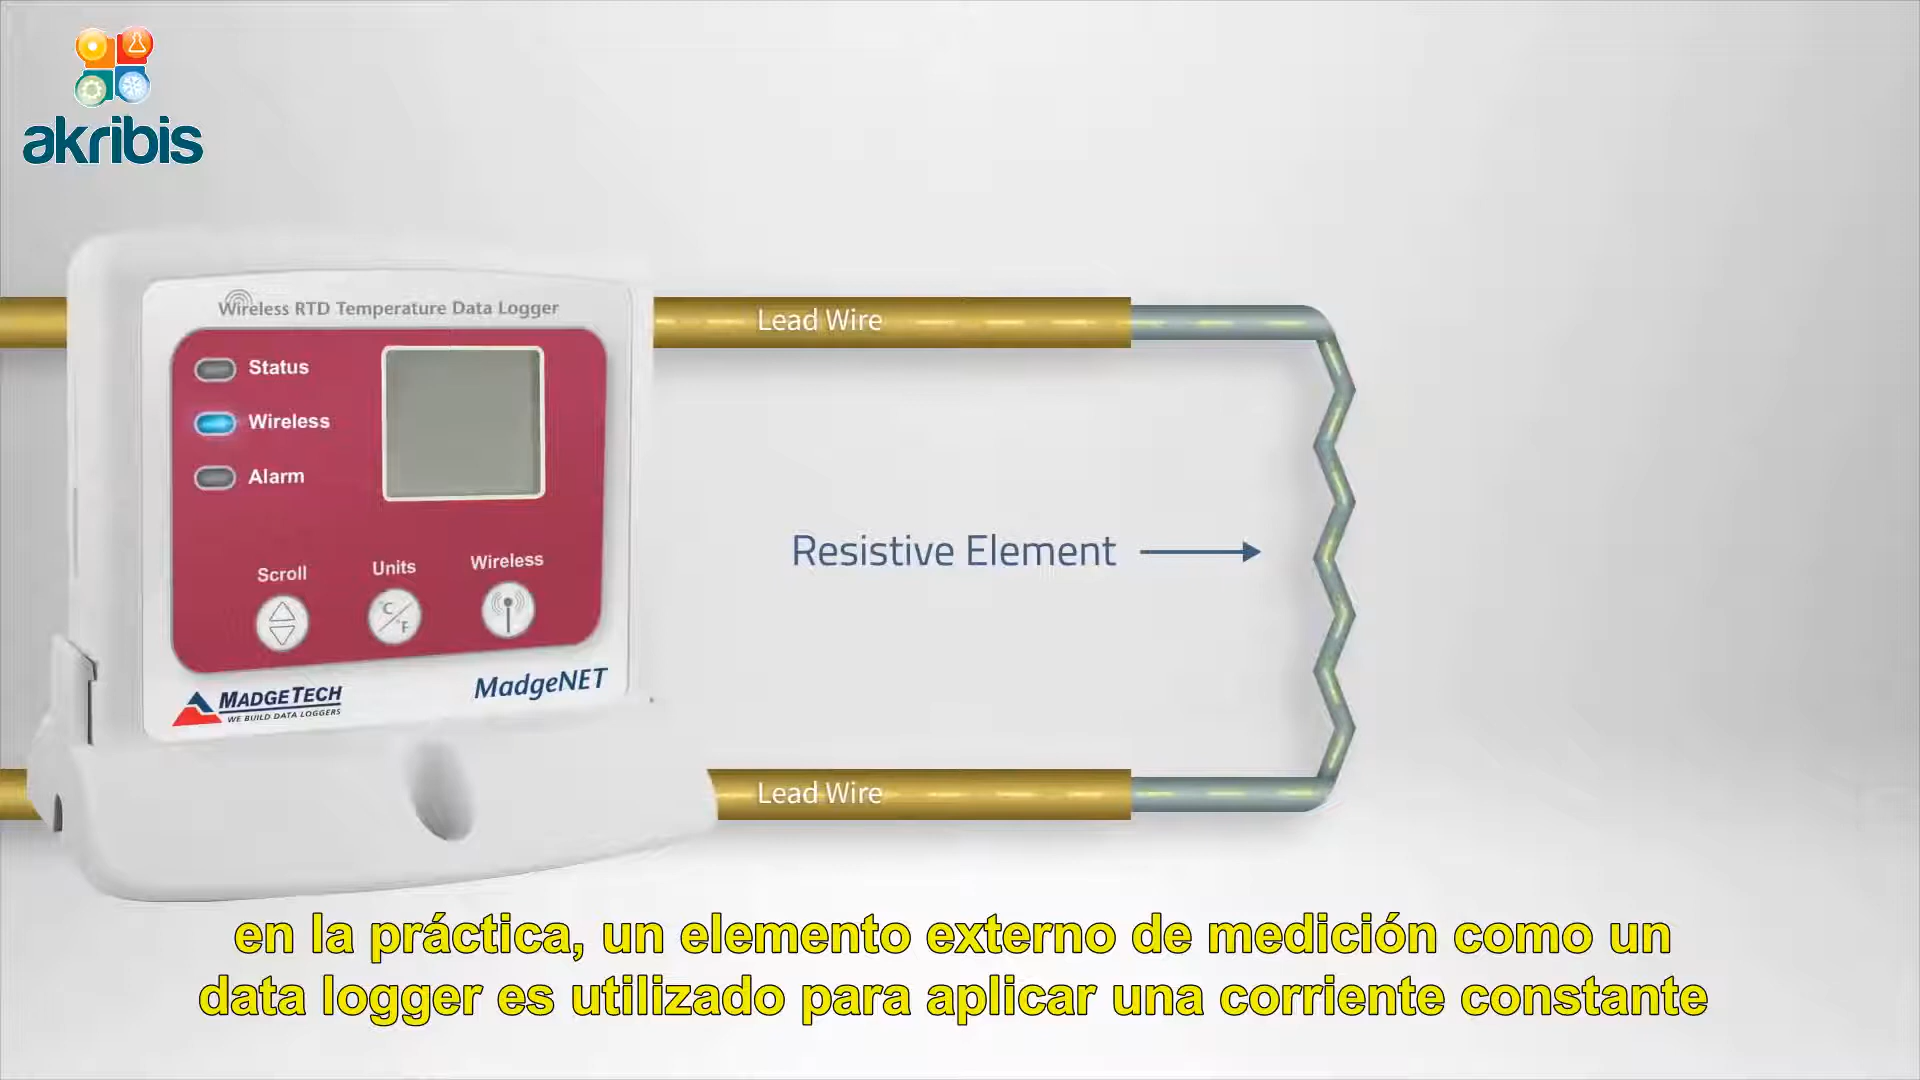 akribis
Wireless RTD Temperature Data Logger
Lead Wire
Status
Wireless
Alarm
Resistive Element
Scroll
Units
Wireless
°C
°F
MADGETECH
WE BUILD DATA LOGGERS
MadgeNET
Lead Wire
en la práctica, un elemento externo de medición como un
data logger es utilizado para aplicar una corriente constante